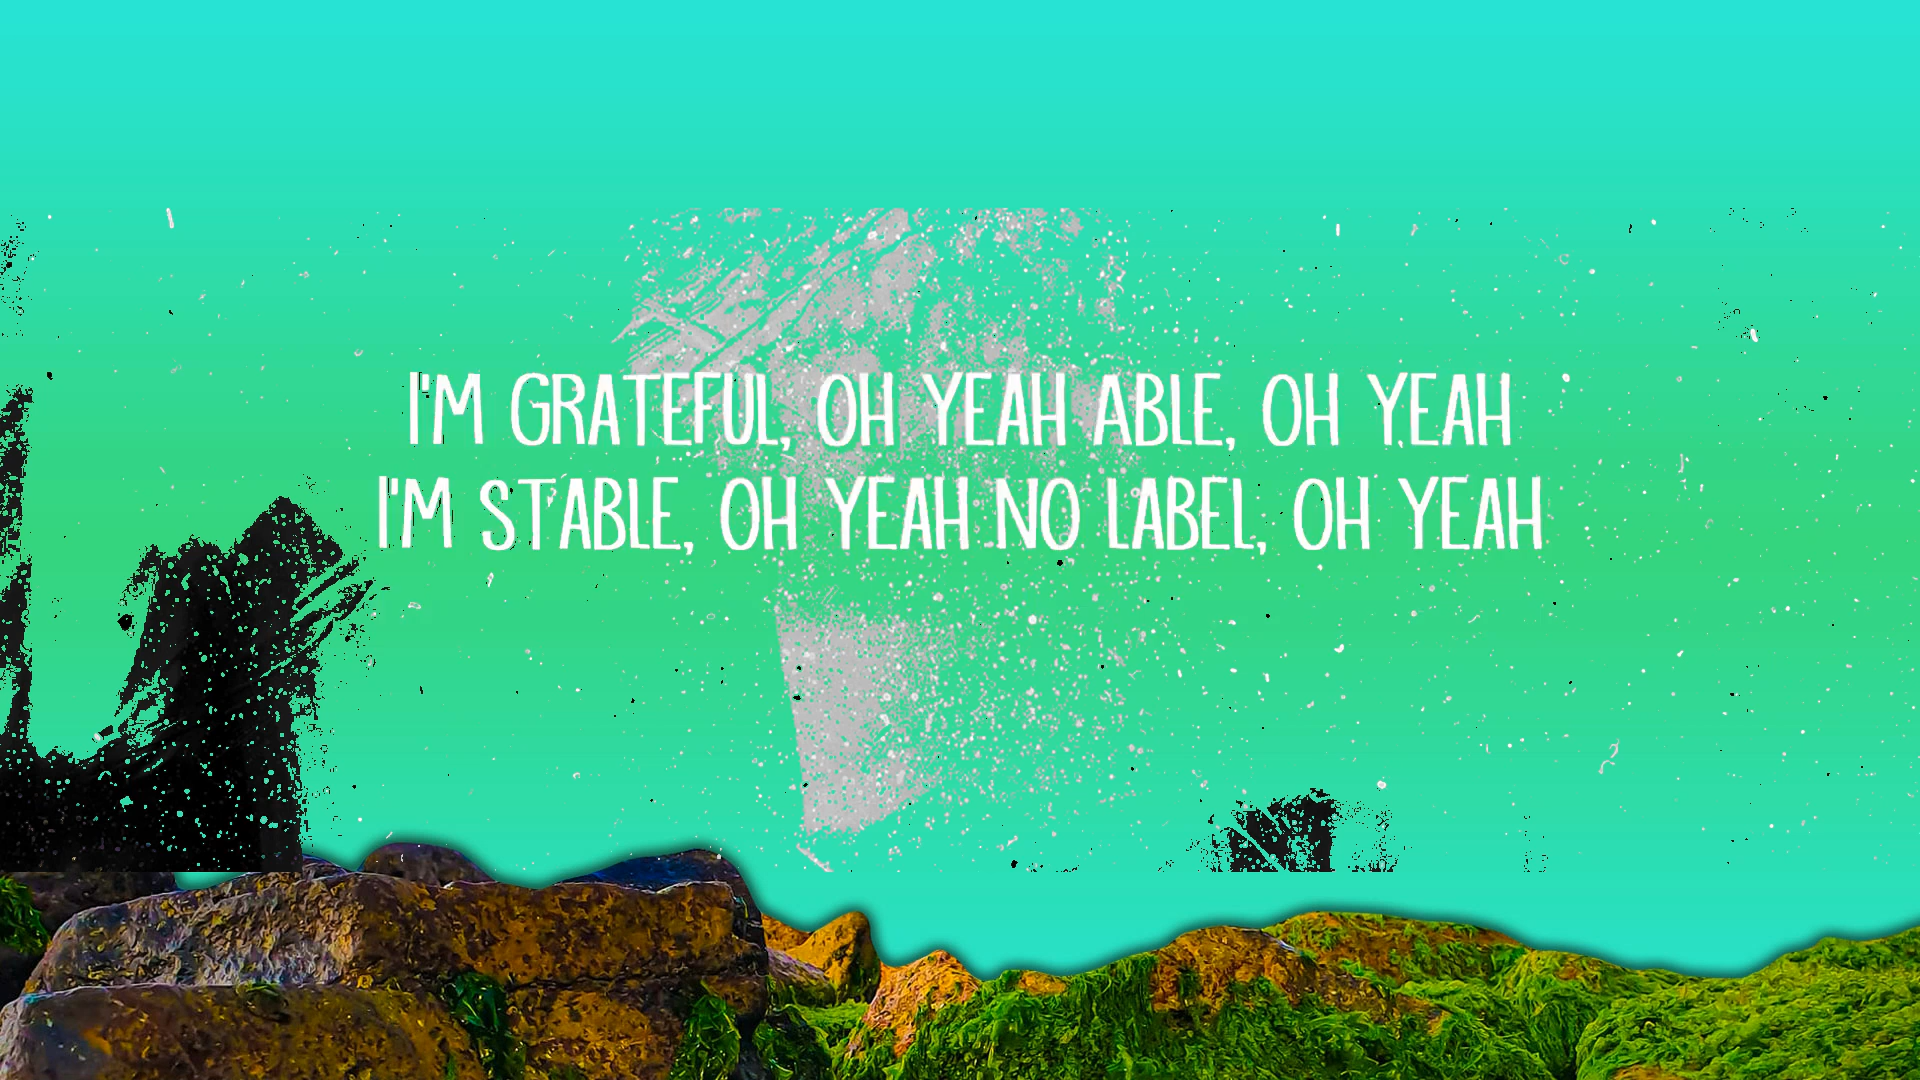 I'M GRATEFUL, OH YEAH ABLE, OH YEAH
I'M STABLE, OH YEAH NO LABEL, OH YEAH